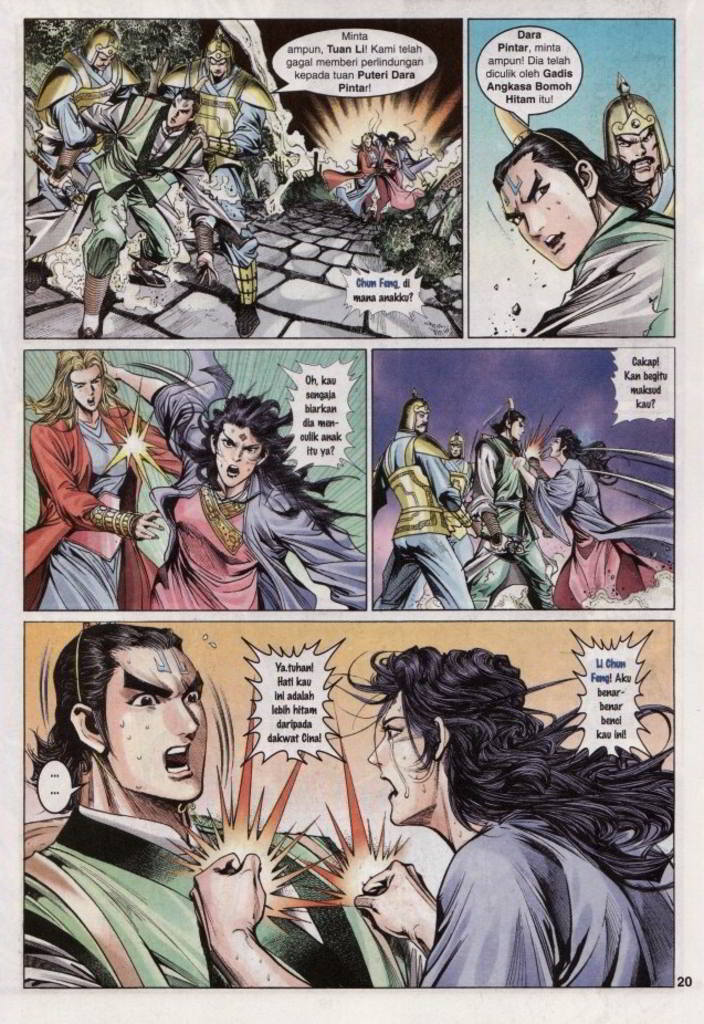 Minta
ampun, Tuan Li! Kami telah
gagal memberi perlindungan
kepada tuan Puteri Dara
Pintar!
Chun Feng, di
mana anakku?
Dara
Pintar, minta
ampun! Dia telah
diculik oleh Gadis
Angkasa Bomoh
Hitam itu!
Oh, kau
sengaja
biarkan
dia men-
culik anak
itu ya?
Cakap!
Kan begitu
maksud
kau?
...
...
Ya.tuhan!
Hati kau
ini adalah
lebih hitam
daripada
dakwat Cina!
Li Chun
Feng! Aku
benar-
benar
benci
kau ini!
20